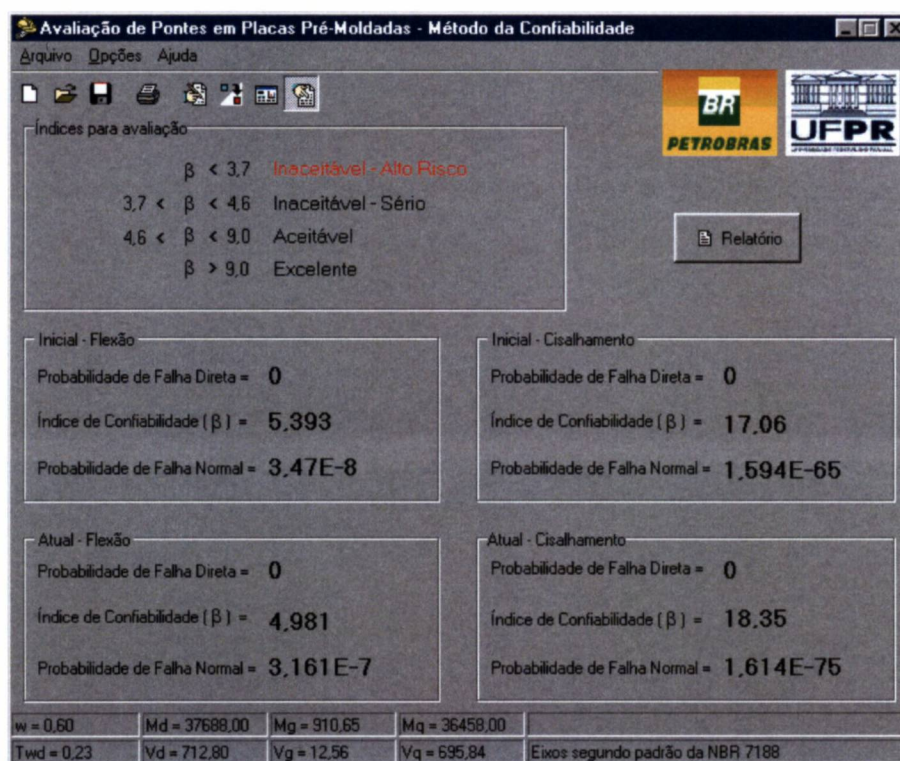 Avaliação de Pontes em Placas Pré-Moldadas - Método da Confiabilidade
Arquivo Opções Ajuda
BR
PETROBRAS
UFPR
Índices para avaliação
β < 3,7 Inaceitável - Alto Risco
3,7 < β < 4,6 Inaceitável - Sério
4,6 < β < 9,0 Aceitável
β > 9,0 Excelente
Relatório
Inicial - Flexão
Probabilidade de Falha Direta = 0
Índice de Confiabilidade ( β ) = 5,393
Probabilidade de Falha Normal = 3,47E-8
Inicial - Cisalhamento
Probabilidade de Falha Direta = 0
Índice de Confiabilidade ( β ) = 17,06
Probabilidade de Falha Normal = 1,594E-65
Atual - Flexão
Probabilidade de Falha Direta = 0
Índice de Confiabilidade ( β ) = 4,981
Probabilidade de Falha Normal = 3,161E-7
Atual - Cisalhamento
Probabilidade de Falha Direta = 0
Índice de Confiabilidade ( β ) = 18,35
Probabilidade de Falha Normal = 1,614E-75
w = 0,60 Md = 37688,00 Mg = 910,65 Mq = 36458,00
Twd = 0,23 Vd = 712,80 Vg = 12,56 Vq = 695,84 Eixos segundo padrão da NBR 7188